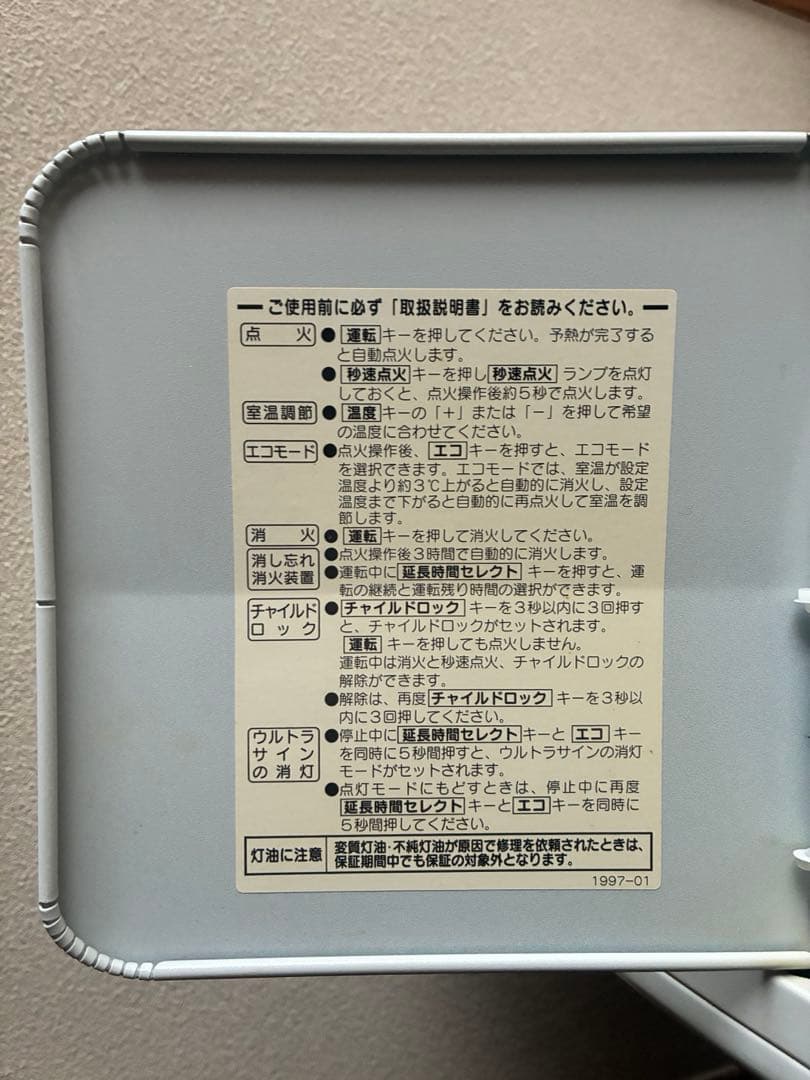 ご使用前に必ず「取扱説明書」をお読みください。
点火 ●運転キーを押してください。予熱が完了する
と自動点火します。
●秒速点火キーを押し秒速点火ランプを点灯
しておくと、点火操作後約5秒で点火します。
室温調節 ●温度キーの「+」または「-」を押して希望
の温度に合わせてください。
エコモード ●点火操作後、エコキーを押すと、エコモード
を選択できます。エコモードでは、室温が設定
温度より約3℃上がると自動的に消火し、設定
温度まで下がると自動的に再点火して室温を調
節します。
消火 ●運転キーを押して消火してください。
消し忘れ ●点火操作後3時間で自動的に消火します。
消火装置 ●運転中に延長時間セレクトキーを押すと、運
転の継続と運転残り時間の選択ができます。
チャイルド ●チャイルドロックキーを3秒以内に3回押す
ロック と、チャイルドロックがセットされます。
運転キーを押しても点火しません。
運転中は消火と秒速点火、チャイルドロックの
解除ができます。
●解除は、再度チャイルドロックキーを3秒以
内に3回押してください。
ウルトラ ●停止中に延長時間セレクトキーとエコキー
サイン を同時に5秒間押すと、ウルトラサインの消灯
の消灯 モードがセットされます。
●点灯モードにもどすときは、停止中に再度
延長時間セレクトキーとエコキーを同時に
5秒間押してください。
灯油に注意 変質灯油・不純灯油が原因で修理を依頼されたときは、
保証期間中でも保証の対象外となります。
1997-01